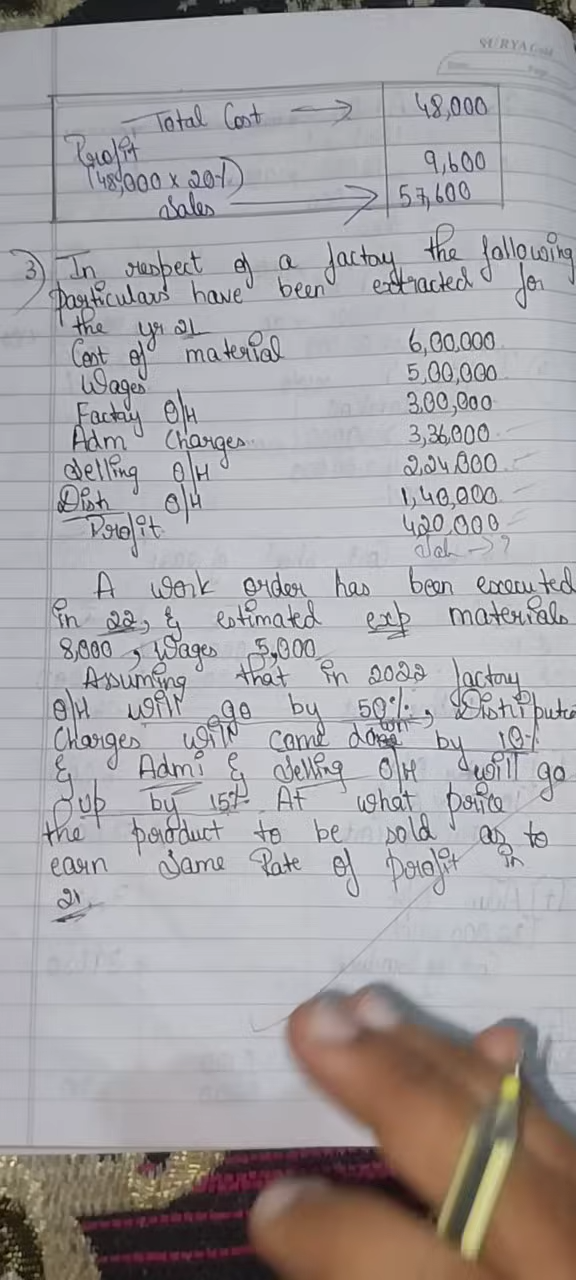 SURYA Gold
Total Cost → 48,000
Profit
(48,000 x 20%) 9,600
Sales → 57,600
3) In respect of a factory the following
particulars have been extracted for
the yr 21
Cost of material 6,00,000
Wages 5,00,000
Factory O/H 3,00,000
Adm Charges 3,36,000
Selling O/H 2,24,000
Dish O/H 1,40,000
Profit 420,000
→ ?
A work order has been executed
in 22, & estimated exp materials
8,000, Wages 5,000
Assuming that in 2022 factory
O/H will go by 50%, Distributi
Charges will come down by 10%
& Admi & Selling O/H will go
up by 15% At what price
the product to be sold as to
earn Same Rate of profit in
21.